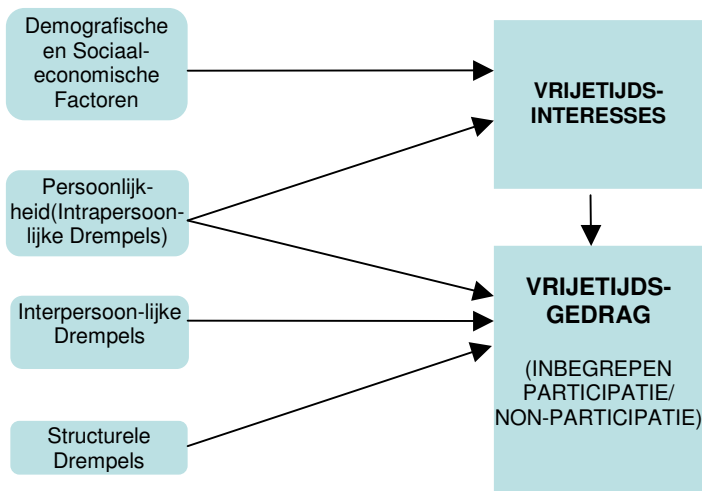 Demografische
en Sociaal-
economische
Factoren
VRIJETIJDS-
INTERESSES
Persoonlijk-
heid(Intrapersoon-
lijke Drempels)
Interpersoon-lijke
Drempels
VRIJETIJDS-
GEDRAG
(INBEGREPEN
PARTICIPATIE/
NON-PARTICIPATIE)
Structurele
Drempels